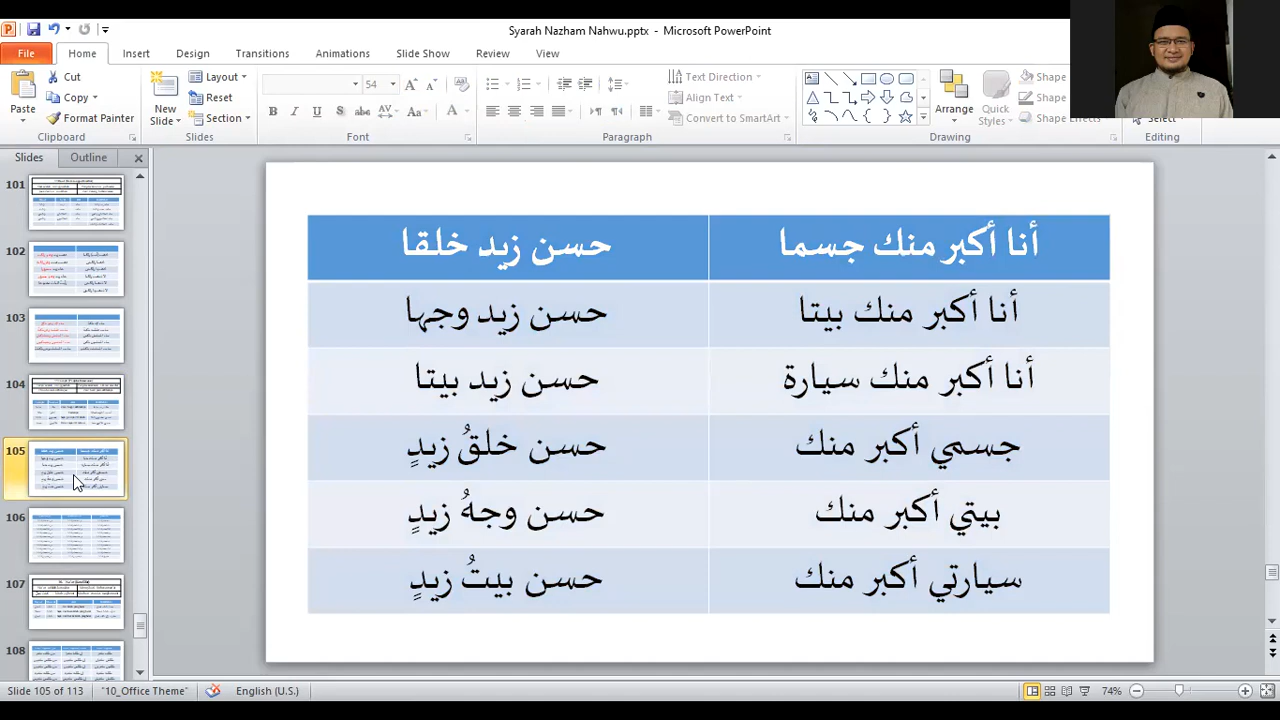 Syarah Nazham Nahwu.pptx - Microsoft PowerPoint
File Home Insert Design Transitions Animations Slide Show Review View
Paste
Cut
Copy
Format Painter
Clipboard
New Slide
Layout
Reset
Section
Slides
54
B I U S abc AV Aa A
Font
Text Direction
Align Text
Convert to SmartArt
Paragraph
Arrange
Quick Styles
Shape
Shape
Shape Effects
Drawing
Select
Editing
Slides Outline
101
102
103
104
105
106
107
108
أنا أكبر منك جسما حسن زيد خلقا
أنا أكبر منك بيتا حسن زيد وجها
أنا أكبر منك سيارة حسن زيد بيتا
جسمي أكبر منك حسن خلقُ زيدٍ
بيتي أكبر منك حسن وجهُ زيدٍ
سيارتي أكبر منك حسن بيتُ زيدٍ
Slide 105 of 113 "10_Office Theme" English (U.S.) 74%